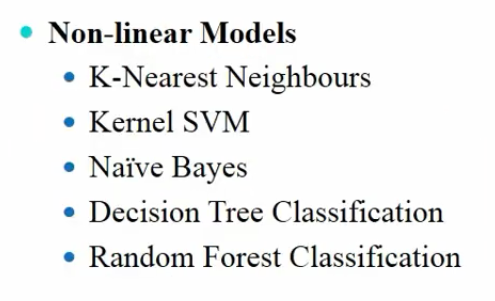 Non-linear Models
K-Nearest Neighbours
Kernel SVM
Naïve Bayes
Decision Tree Classification
Random Forest Classification